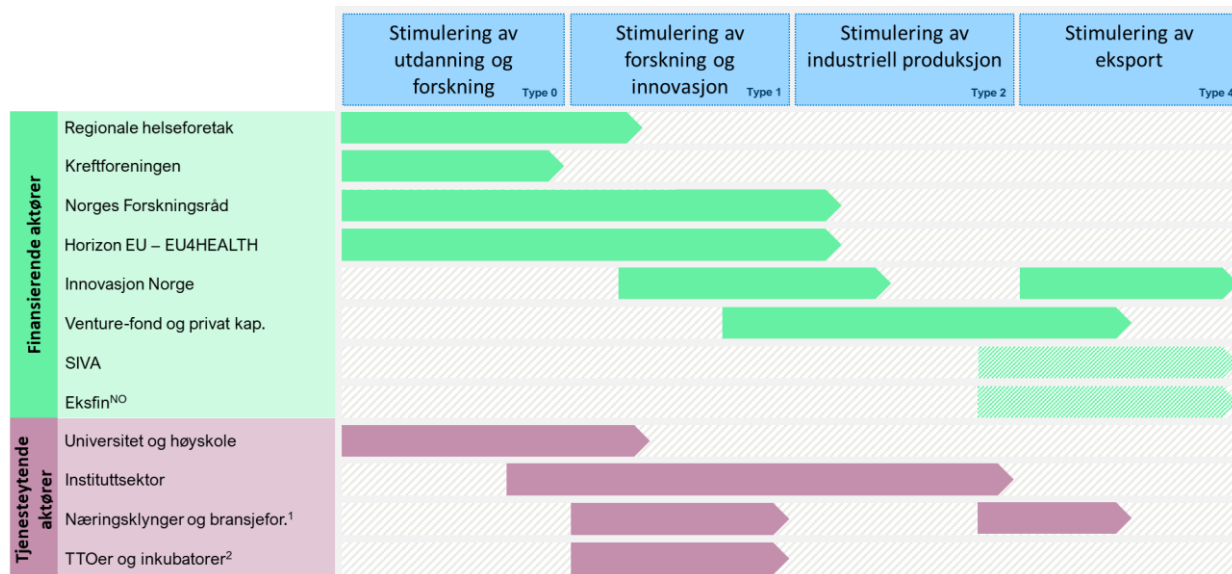 Stimulering av
utdanning og
forskning
Type 0
Stimulering av
forskning og
innovasjon
Type 1
Stimulering av
industriell produksjon
Type 2
Stimulering av
eksport
Type 4
Finansierende aktører
Regionale helseforetak
Kreftforeningen
Norges Forskningsråd
Horizon EU – EU4HEALTH
Innovasjon Norge
Venture-fond og privat kap.
SIVA
Eksfinᴺᴼ
Tjenesteytende
aktører
Universitet og høyskole
Instituttsektor
Næringsklynger og bransjefor.¹
TTOer og inkubatorer²